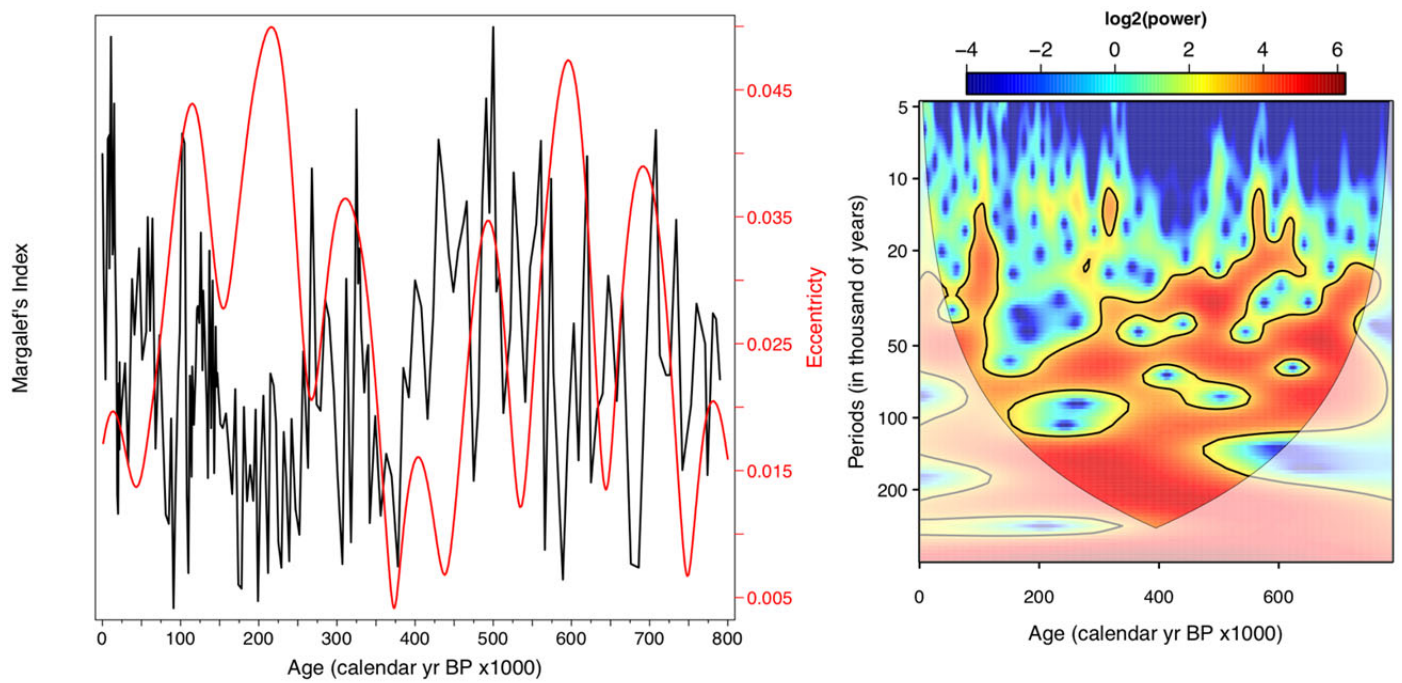 Margalef's Index
0.045
0.035
0.025
0.015
0.005
Eccentricty
0 100 200 300 400 500 600 700 800
Age (calendar yr BP x1000)
log2(power)
−4 −2 0 2 4 6
Periods (in thousand of years)
5
10
20
50
100
200
0 200 400 600
Age (calendar yr BP x1000)